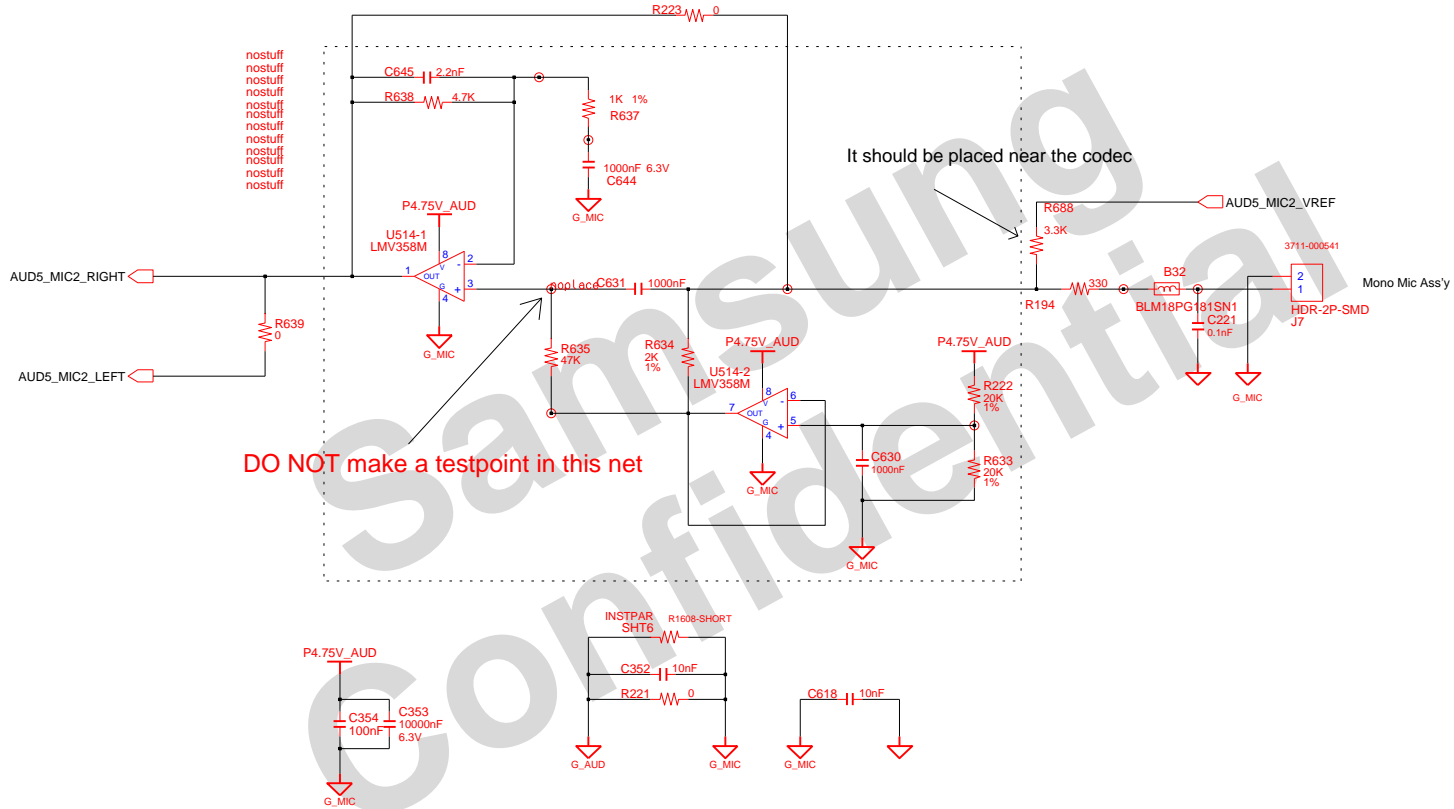 R223
0
nostuff
nostuff
nostuff
nostuff
nostuff
nostuff
nostuff
nostuff
nostuff
nostuff
nostuff
C645
2.2nF
R638
4.7K
1K 1%
R637
1000nF 6.3V
C644
G_MIC
It should be placed near the codec
P4.75V_AUD
U514-1
LMV358M
8
V
OUT
G
1
2
-
3
+
4
G_MIC
AUD5_MIC2_RIGHT
R639
0
AUD5_MIC2_LEFT
noplace
C631
1000nF
R688
3.3K
AUD5_MIC2_VREF
3711-000541
R194
330
B32
BLM18PG181SN1
2
1
HDR-2P-SMD
J7
Mono Mic Ass'y
C221
0.1nF
G_MIC
R635
47K
R634
2K
1%
P4.75V_AUD
U514-2
LMV358M
8
V
OUT
G
7
6
-
5
+
4
G_MIC
P4.75V_AUD
R222
20K
1%
C630
1000nF
R633
20K
1%
G_MIC
DO NOT make a testpoint in this net
INSTPAR
SHT6
R1608-SHORT
C352
10nF
R221
0
G_AUD
G_MIC
C618
10nF
G_MIC
P4.75V_AUD
C354
100nF
C353
10000nF
6.3V
G_MIC
Samsung
Confidential